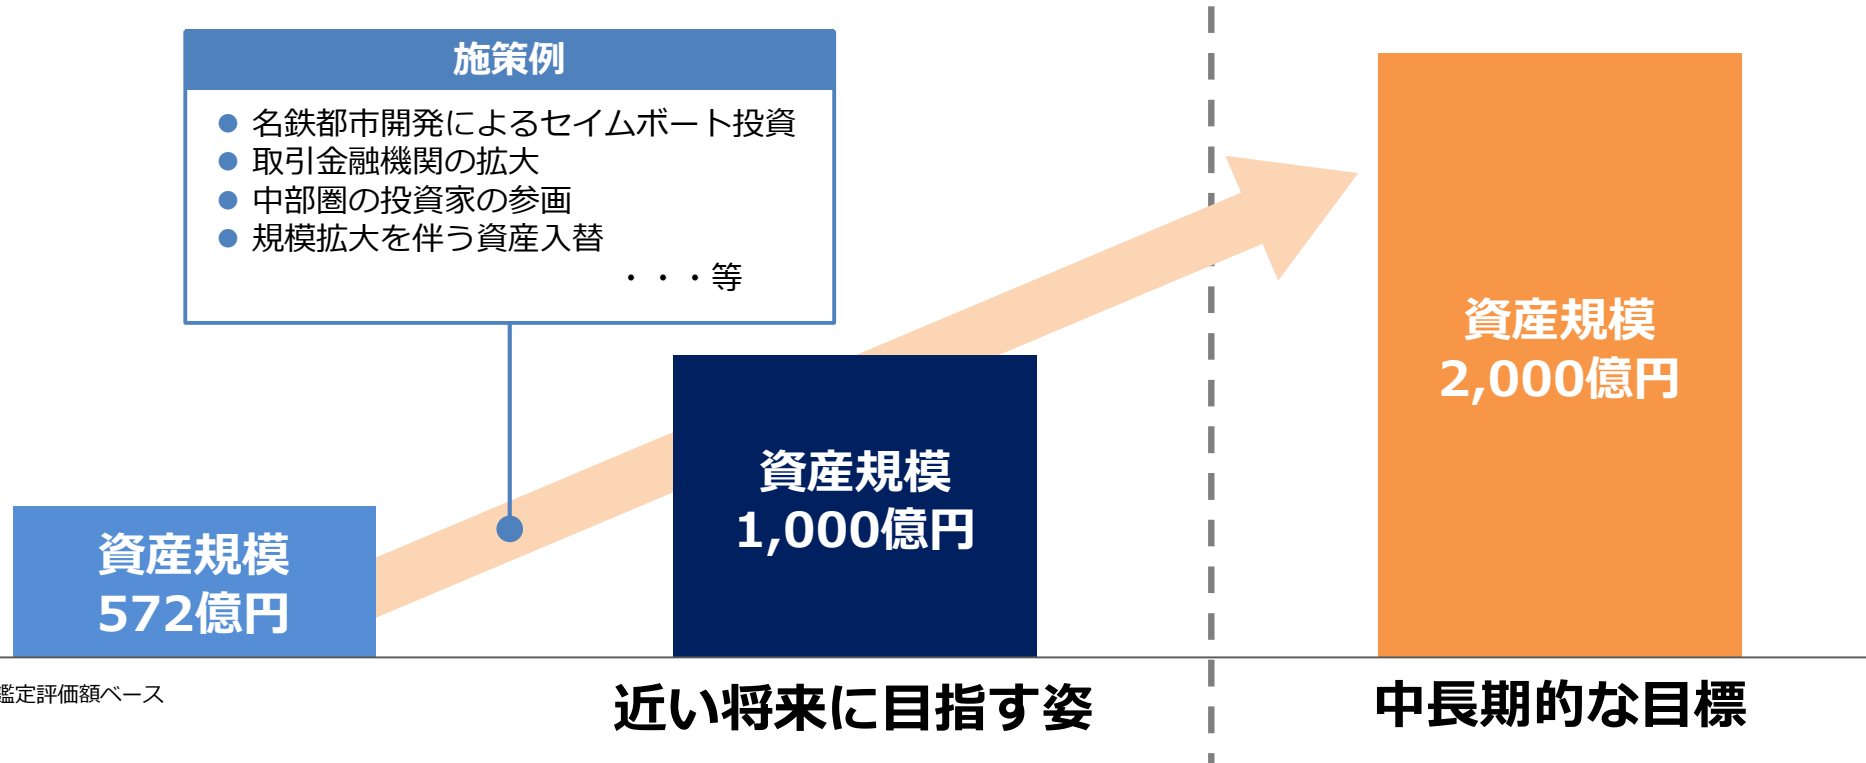 施策例
名鉄都市開発によるセイムボート投資
取引金融機関の拡大
中部圏の投資家の参画
規模拡大を伴う資産入替
・・・等
資産規模
572億円
資産規模
1,000億円
資産規模
2,000億円
鑑定評価額ベース
近い将来に目指す姿
中長期的な目標